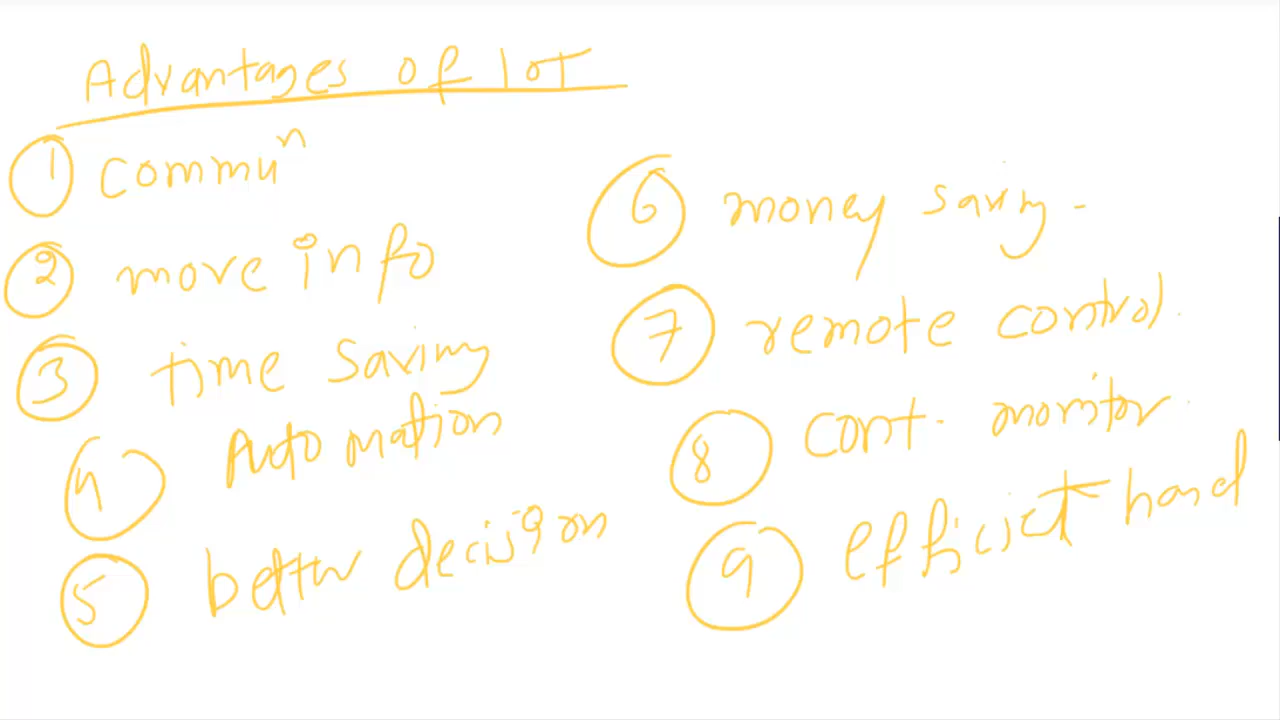 Advantages of IoT
1 commuⁿ
2 more info
3 time saving
4 Automation
5 better decision
6 money saving -
7 remote control.
8 cont. monitor
9 efficiet hand